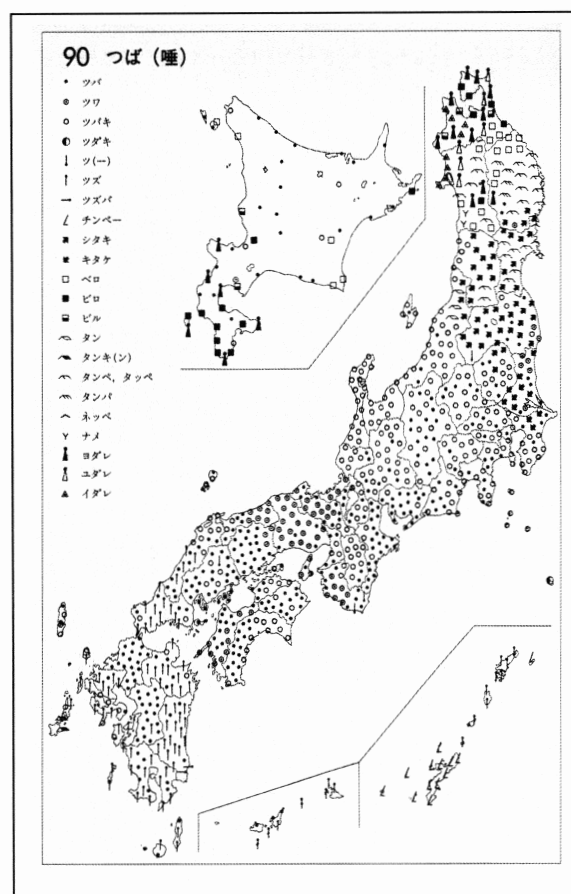 90 つば（唾）
ツバ
ツワ
ツバキ
ツダキ
ツ(ー)
ツズ
ツズバ
チンペー
シタキ
キタケ
ベロ
ビロ
ビル
タン
タンキ(ン)
タンペ，タッペ
タンパ
ネッペ
ナメ
ヨダレ
ユダレ
イダレ